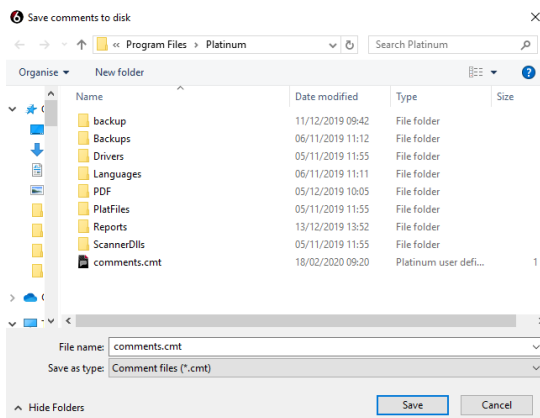 Save comments to disk
« Program Files › Platinum
Search Platinum
Organise
New folder
Name Date modified Type Size
backup 11/12/2019 09:42 File folder
Backups 06/11/2019 11:12 File folder
Drivers 05/11/2019 11:55 File folder
Languages 06/11/2019 11:11 File folder
PDF 05/12/2019 10:05 File folder
PlatFiles 05/11/2019 11:55 File folder
Reports 13/12/2019 13:52 File folder
ScannerDlls 05/11/2019 11:55 File folder
comments.cmt 18/02/2020 09:20 Platinum user defi... 1
File name: comments.cmt
Save as type: Comment files (*.cmt)
Hide Folders
Save
Cancel